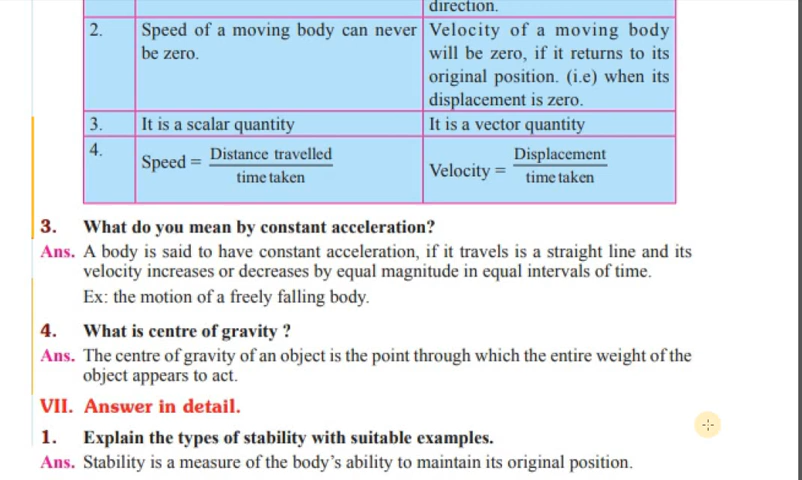 direction.
2. Speed of a moving body can never be zero. Velocity of a moving body will be zero, if it returns to its original position. (i.e) when its displacement is zero.
3. It is a scalar quantity It is a vector quantity
4. Speed = Distance travelled / time taken Velocity = Displacement / time taken
3. What do you mean by constant acceleration?
Ans. A body is said to have constant acceleration, if it travels is a straight line and its
velocity increases or decreases by equal magnitude in equal intervals of time.
Ex: the motion of a freely falling body.
4. What is centre of gravity ?
Ans. The centre of gravity of an object is the point through which the entire weight of the
object appears to act.
VII. Answer in detail.
1. Explain the types of stability with suitable examples.
Ans. Stability is a measure of the body's ability to maintain its original position.